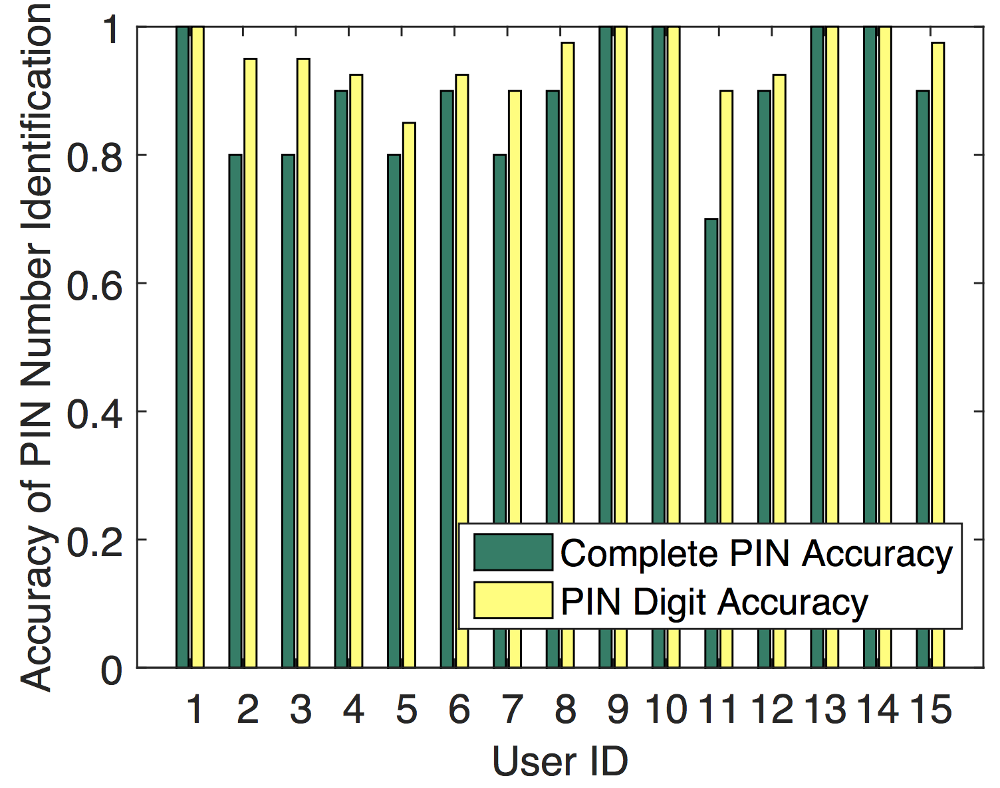 Accuracy of PIN Number Identification
1
0.8
0.6
0.4
0.2
0
Complete PIN Accuracy
PIN Digit Accuracy
1 2 3 4 5 6 7 8 9 10 11 12 13 14 15
User ID